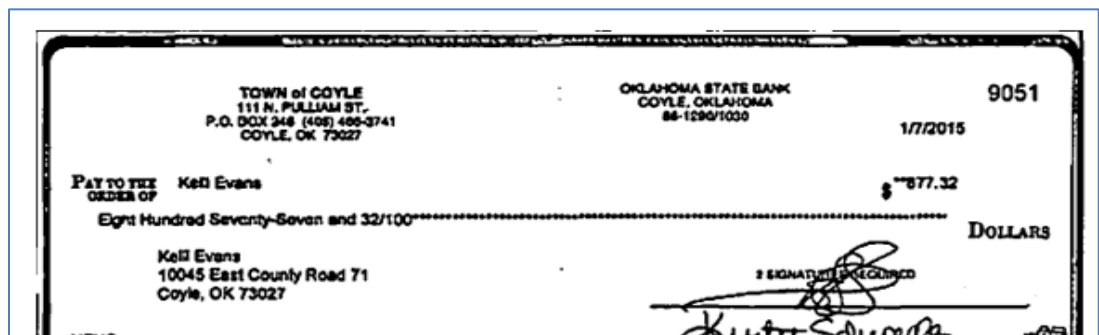 TOWN of COYLE
111 N. PULLIAM ST.
P.O. BOX 246 (405) 466-3741
COYLE, OK 73027
OKLAHOMA STATE BANK
COYLE, OKLAHOMA
86-1290/1030
9051
1/7/2015
PAY TO THE
ORDER OF
Kelli Evans
$ **877.32
Eight Hundred Seventy-Seven and 32/100
DOLLARS
Kelli Evans
10045 East County Road 71
Coyle, OK 73027
2 SIGNATURES REQUIRED